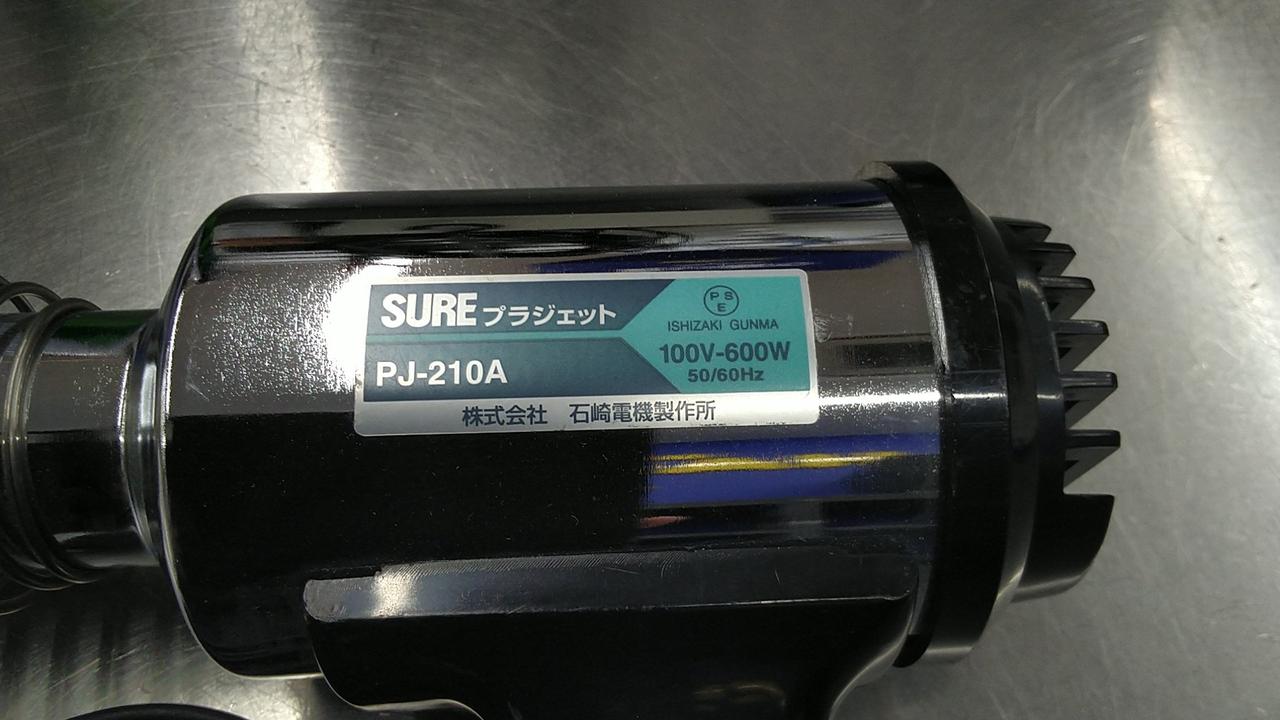 SURE プラジェット
PJ-210A
PSE
ISHIZAKI GUNMA
100V-600W
50/60Hz
株式会社 石崎電機製作所